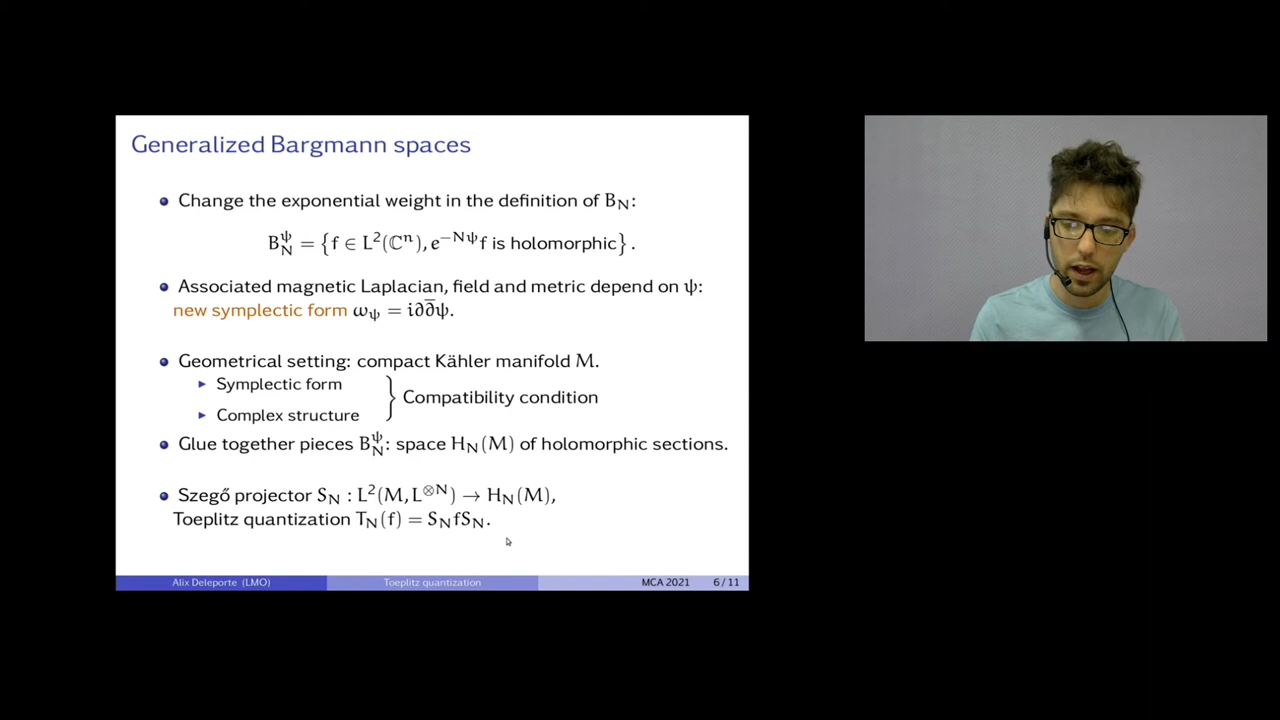 Generalized Bargmann spaces
Change the exponential weight in the definition of B_N:
B_N^ψ = {f ∈ L²(ℂⁿ), e^{−Nψ}f is holomorphic}.
Associated magnetic Laplacian, field and metric depend on ψ:
new symplectic form ω_ψ = i∂∂̄ψ.
Geometrical setting: compact Kähler manifold M.
Symplectic form
Complex structure
} Compatibility condition
Glue together pieces B_N^ψ: space H_N(M) of holomorphic sections.
Szegő projector S_N : L²(M, L^{⊗N}) → H_N(M),
Toeplitz quantization T_N(f) = S_N f S_N.
Alix Deleporte (LMO) Toeplitz quantization MCA 2021 6 / 11